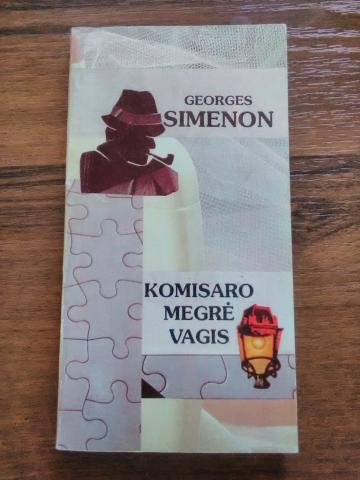 GEORGES
SIMENON
KOMISARO
MEGRĖ
VAGIS